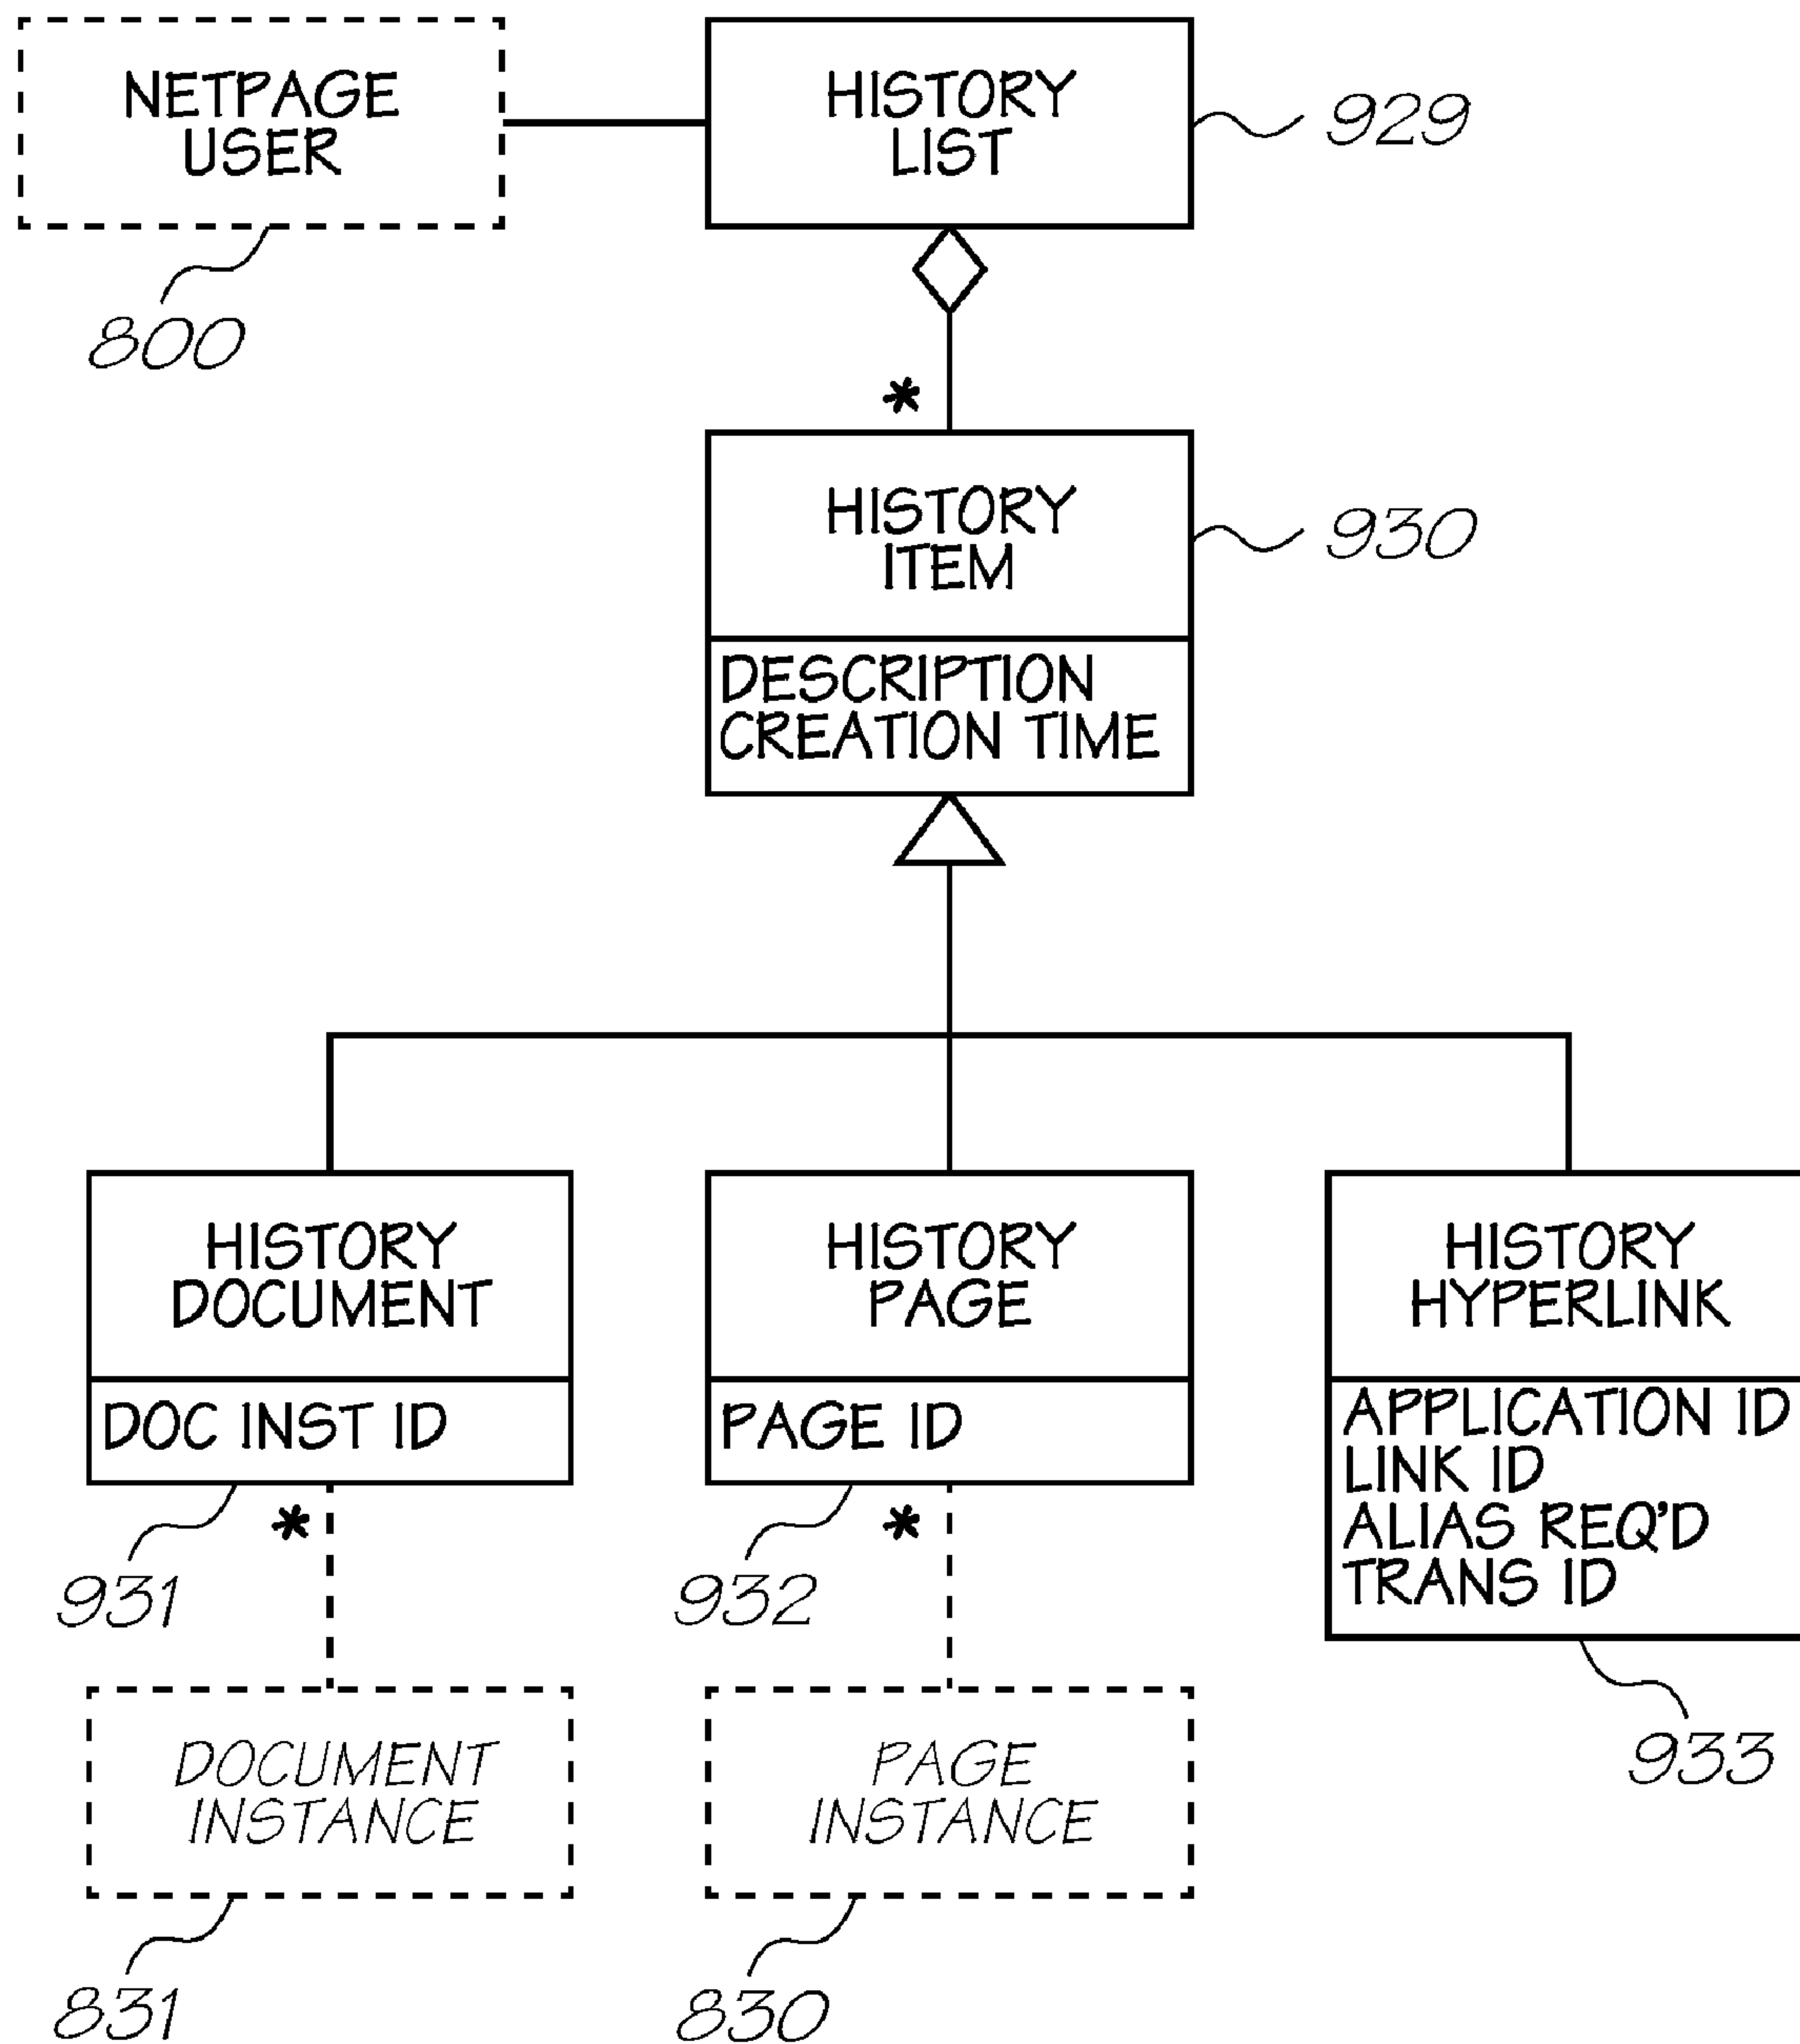 NETPAGE
USER
800
HISTORY
LIST
929
*
HISTORY
ITEM
930
DESCRIPTION
CREATION TIME
HISTORY
DOCUMENT
DOC INST ID
931
*
HISTORY
PAGE
PAGE ID
932
*
HISTORY
HYPERLINK
APPLICATION ID
LINK ID
ALIAS REQ'D
TRANS ID
933
DOCUMENT
INSTANCE
831
PAGE
INSTANCE
830